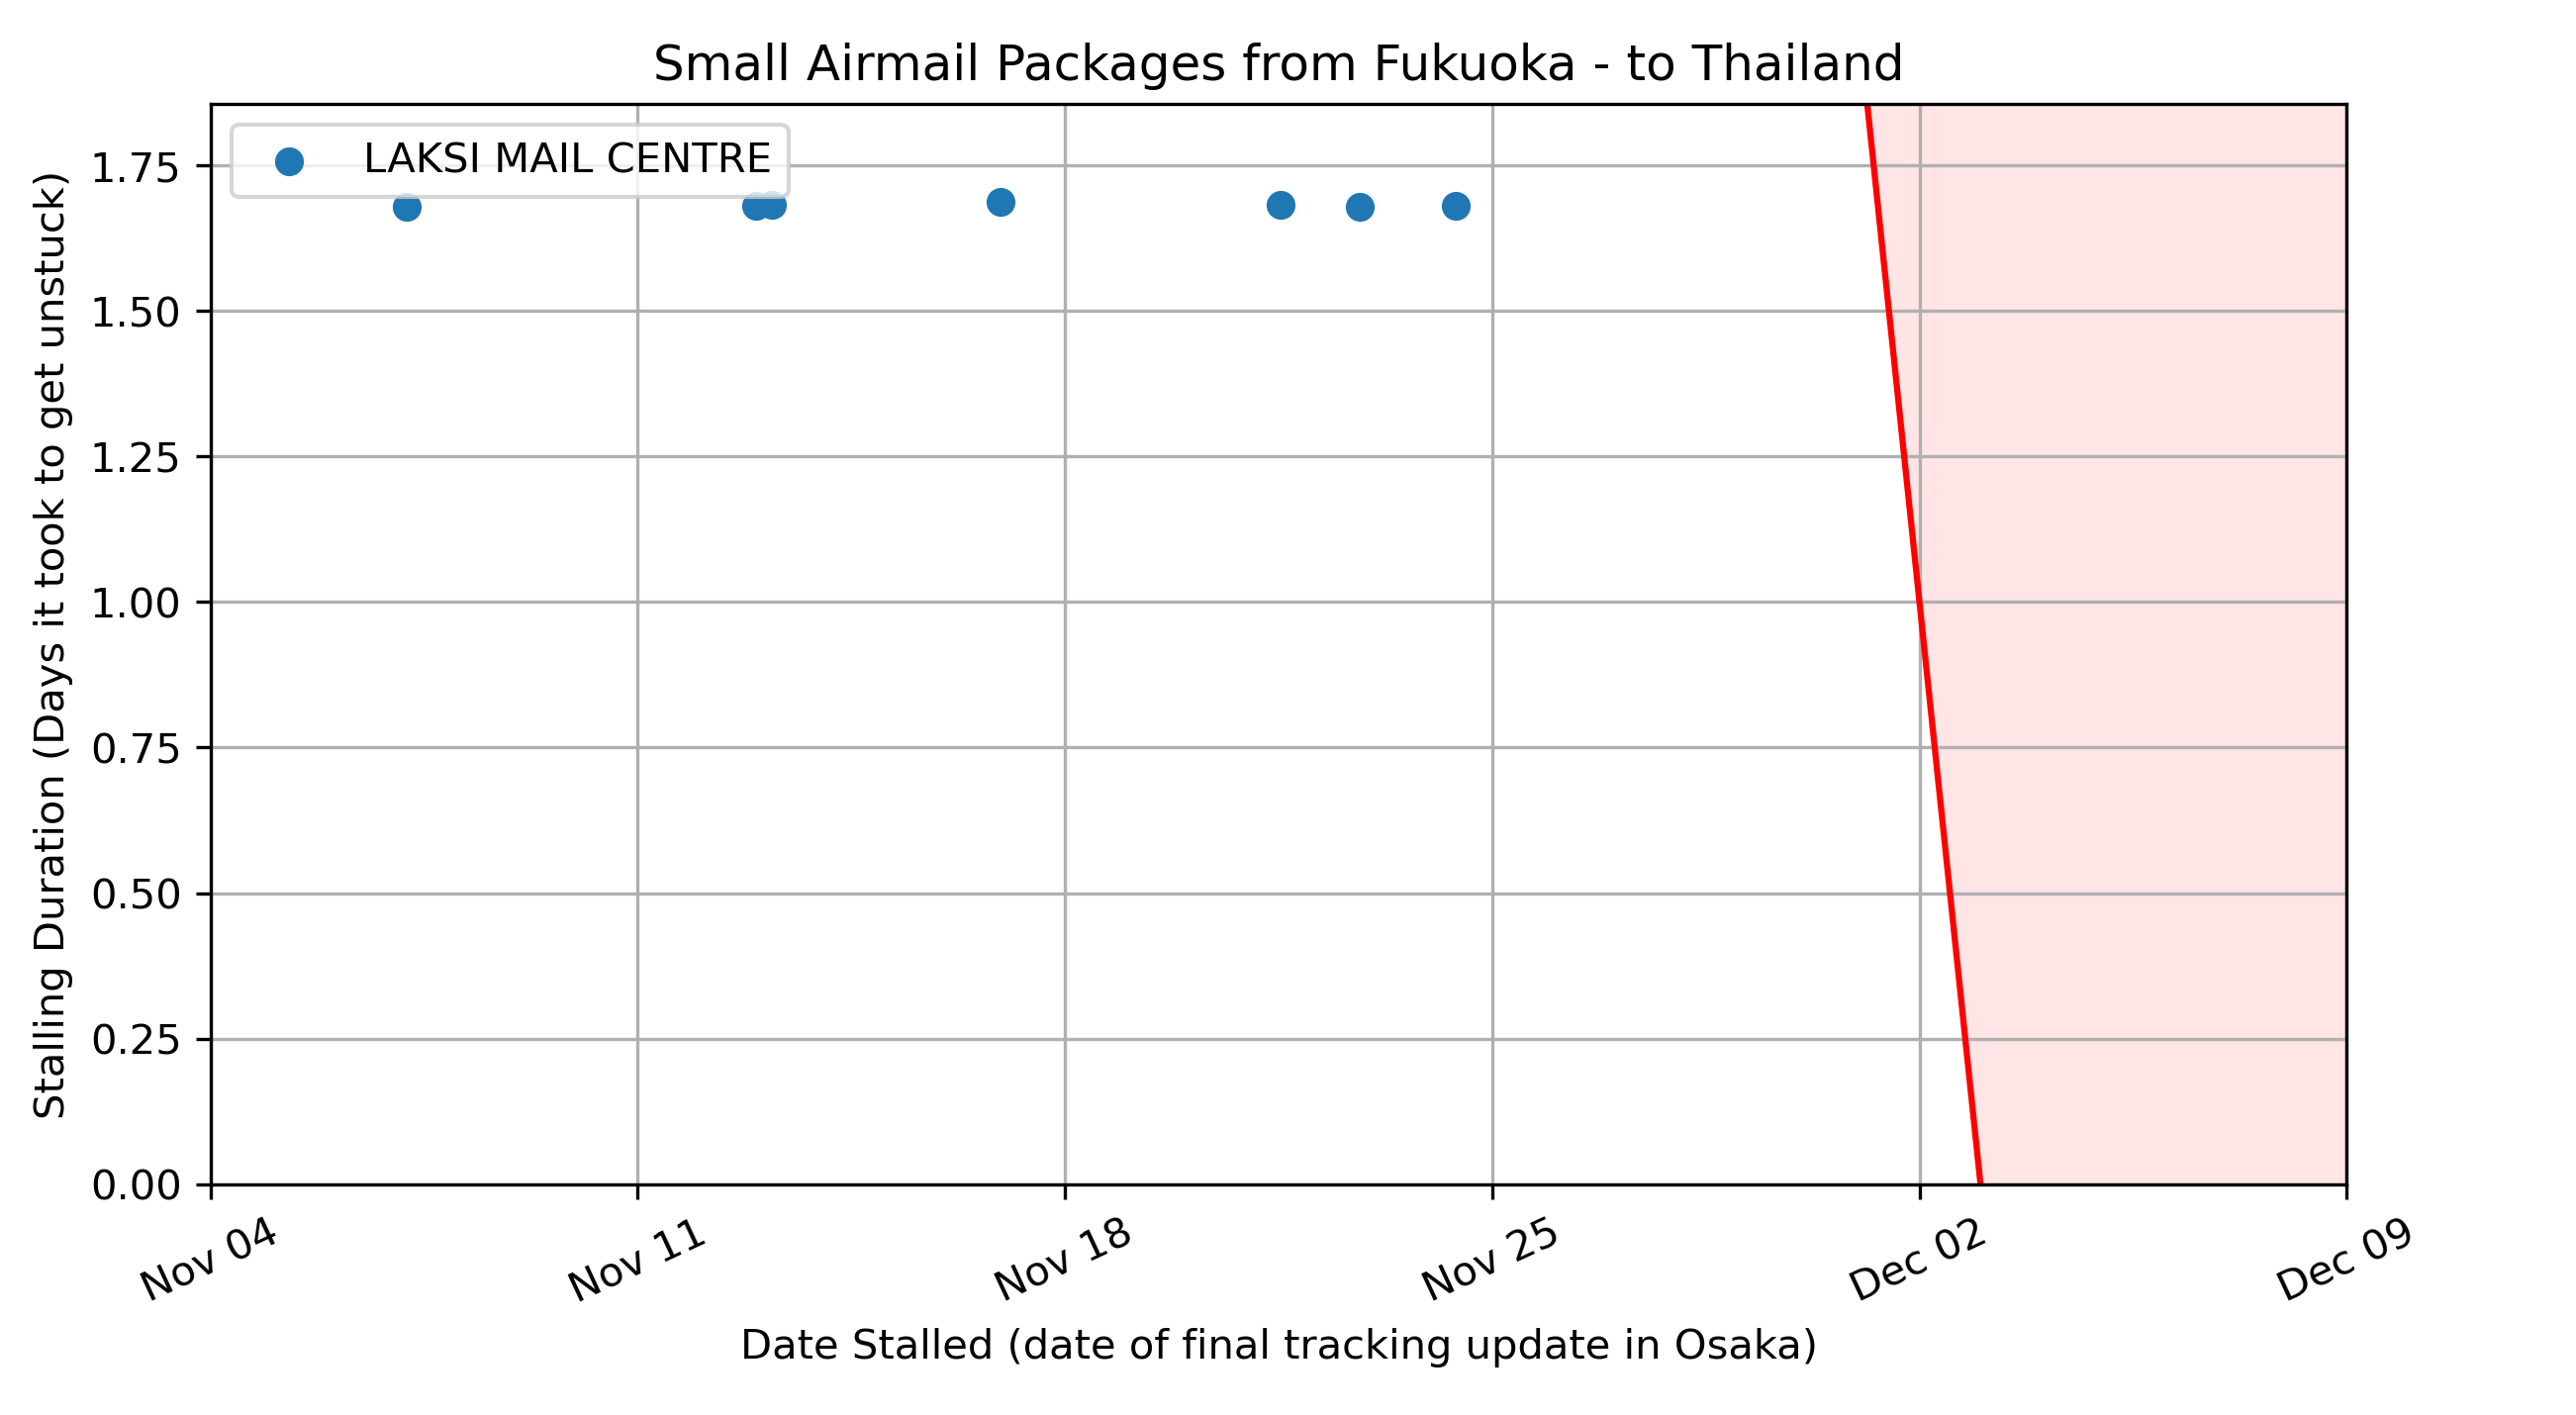 Small Airmail Packages from Fukuoka - to Thailand
LAKSI MAIL CENTRE
Stalling Duration (Days it took to get unstuck)
1.75
1.50
1.25
1.00
0.75
0.50
0.25
0.00
Nov 04
Nov 11
Nov 18
Nov 25
Dec 02
Dec 09
Date Stalled (date of final tracking update in Osaka)